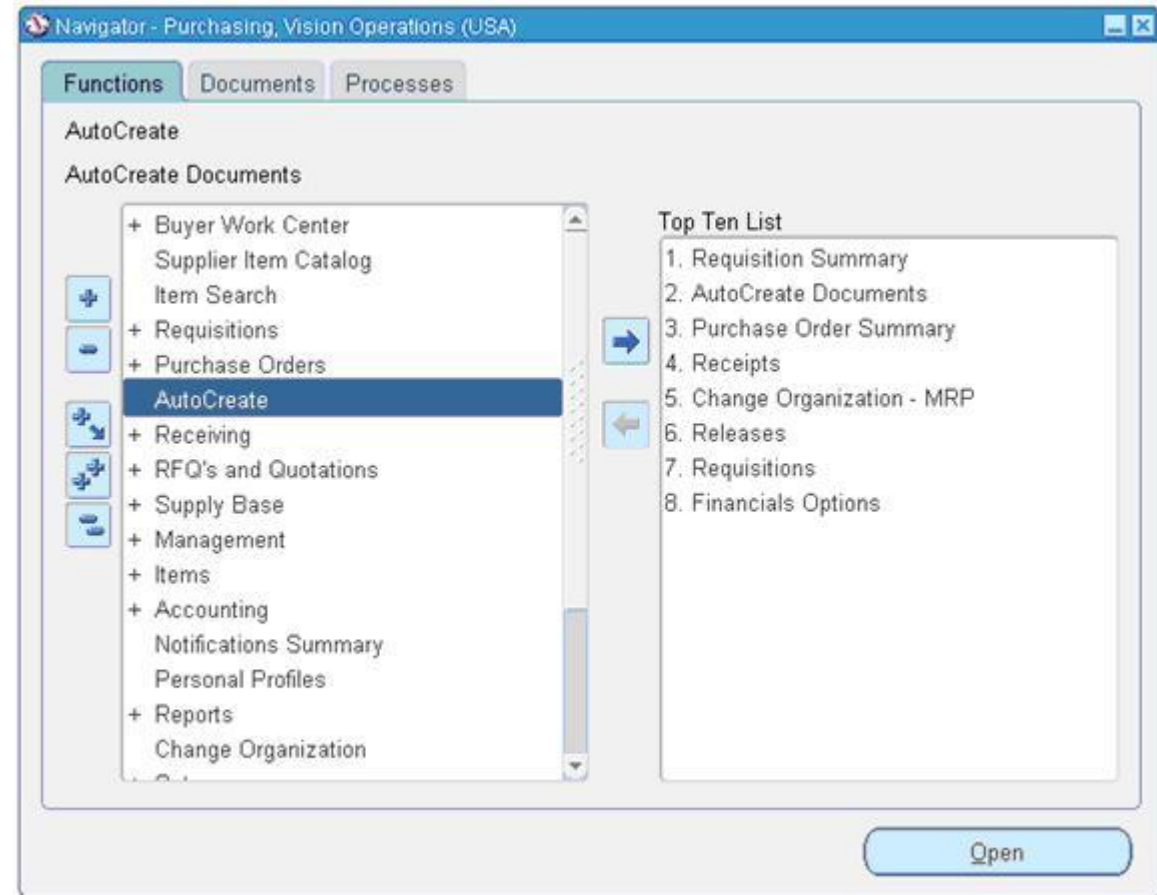 Navigator - Purchasing, Vision Operations (USA)
Functions Documents Processes
AutoCreate
AutoCreate Documents
+ Buyer Work Center
Supplier Item Catalog
Item Search
+ Requisitions
+ Purchase Orders
AutoCreate
+ Receiving
+ RFQ's and Quotations
+ Supply Base
+ Management
+ Items
+ Accounting
Notifications Summary
Personal Profiles
+ Reports
Change Organization
Top Ten List
1. Requisition Summary
2. AutoCreate Documents
3. Purchase Order Summary
4. Receipts
5. Change Organization - MRP
6. Releases
7. Requisitions
8. Financials Options
Open